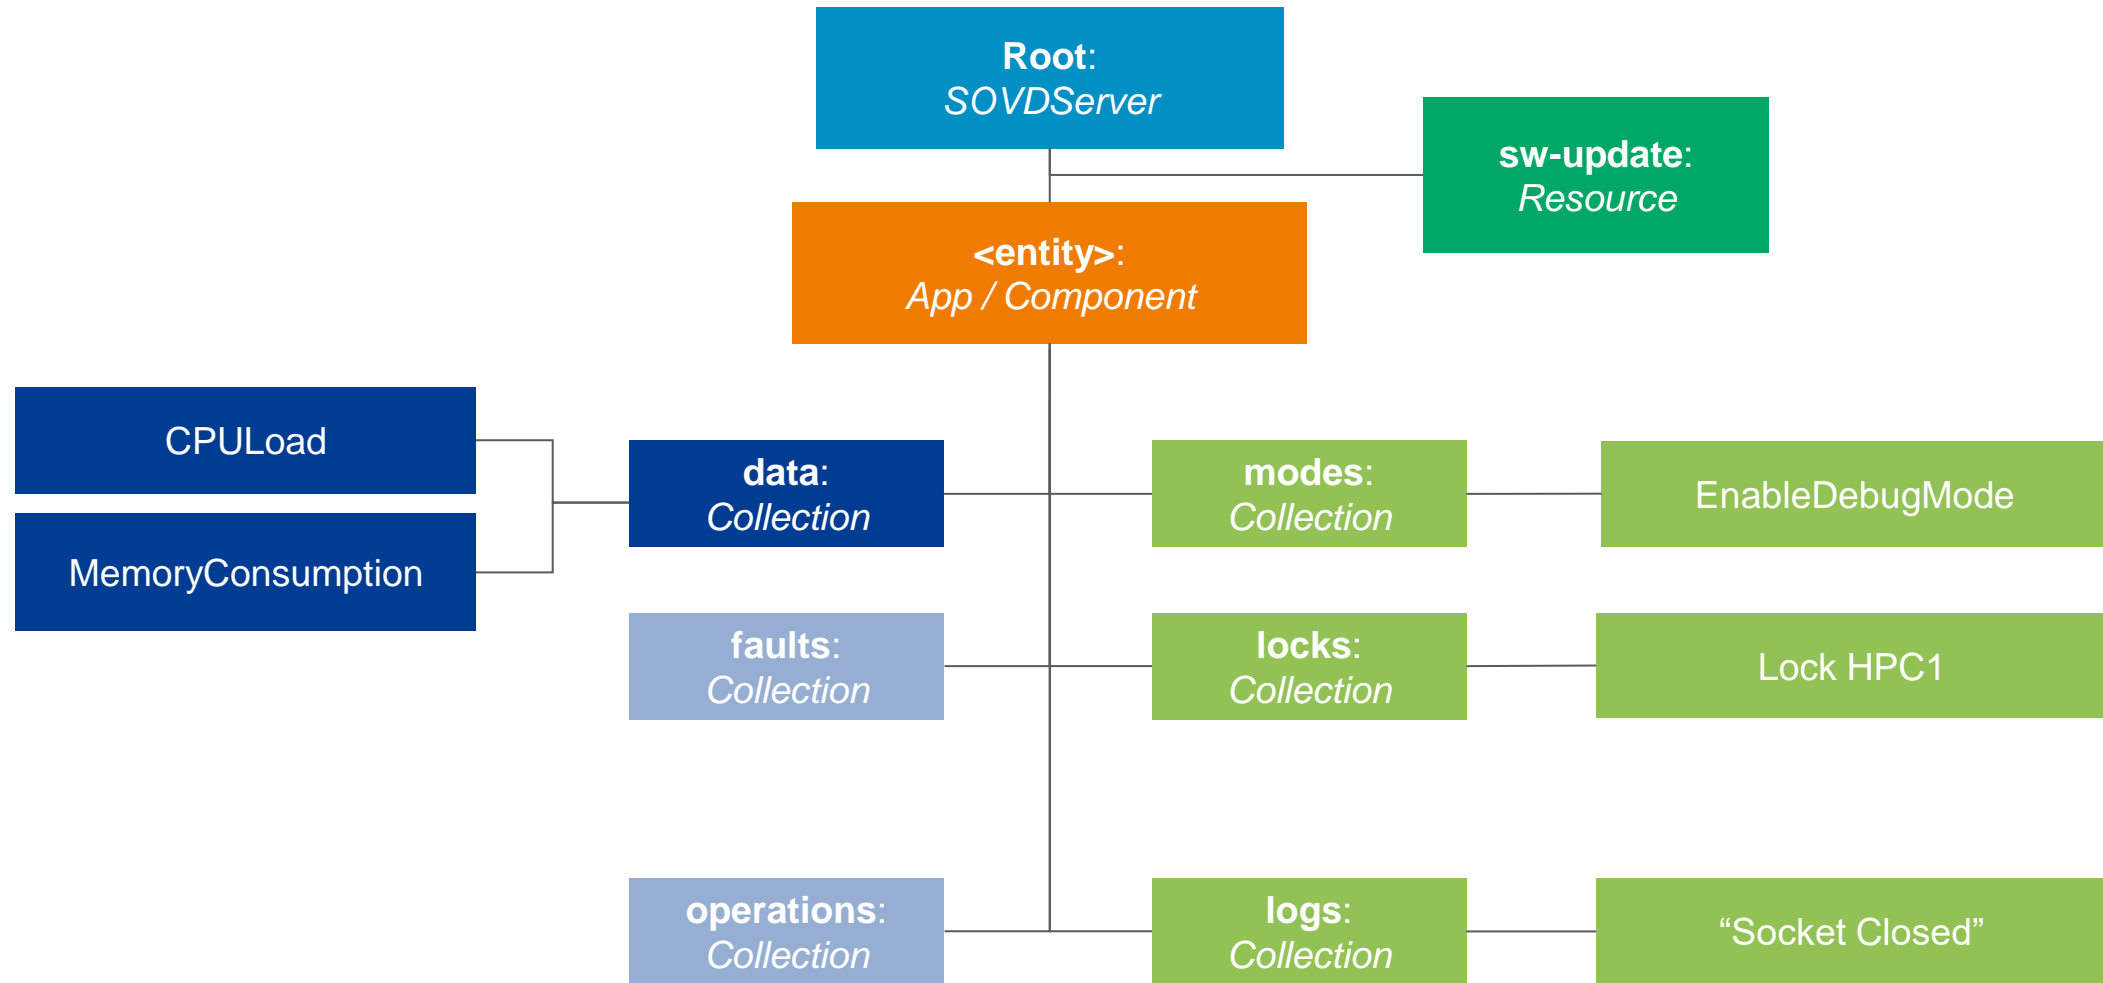 Root:
SOVDServer
sw-update:
Resource
<entity>:
App / Component
CPULoad
MemoryConsumption
data:
Collection
modes:
Collection
EnableDebugMode
faults:
Collection
locks:
Collection
Lock HPC1
operations:
Collection
logs:
Collection
“Socket Closed”